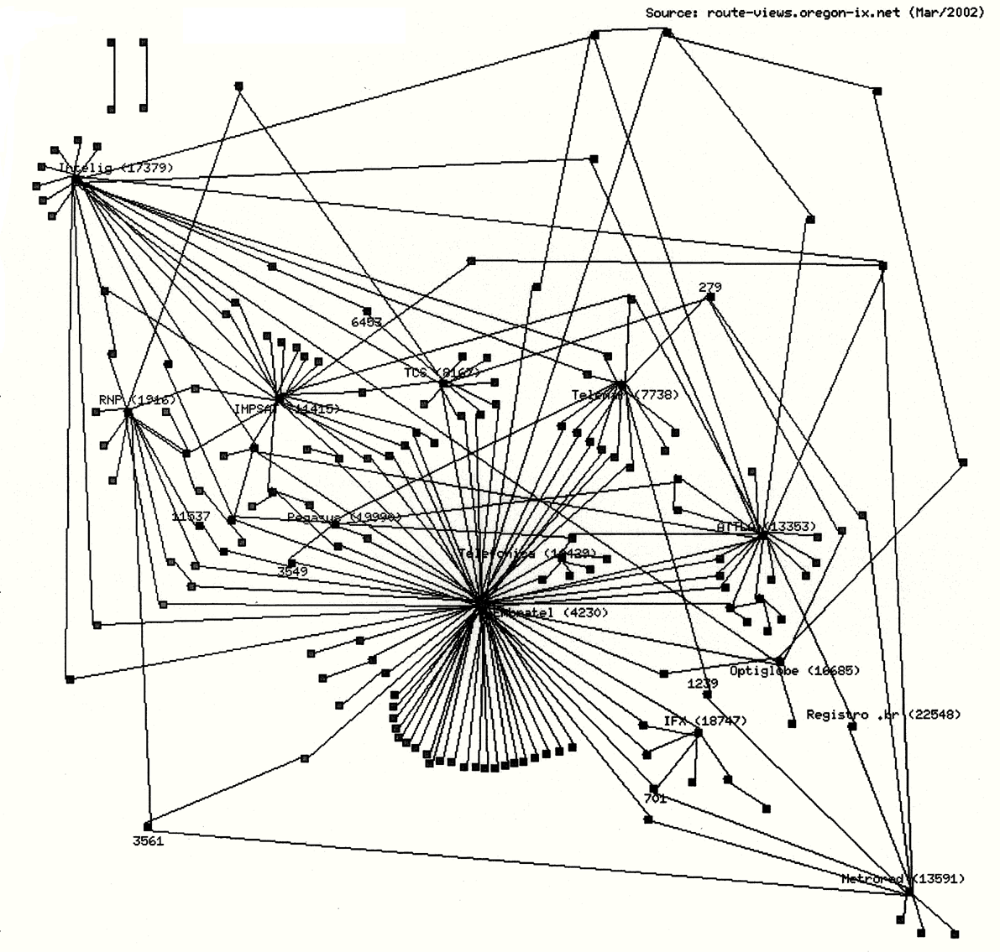 Source: route-views.oregon-ix.net (Mar/2002)
Intelig (17379)
279
6453
TCS (8167)
Telemar (7738)
RNP (1916)
IMPSAT (11415)
11537
Pegasus (19990)
ATTLA (13353)
Telefonica (10429)
3549
Embratel (4230)
Optiglobe (16685)
1239
Registro .br (22548)
IFX (18747)
701
3561
Metrored (13591)